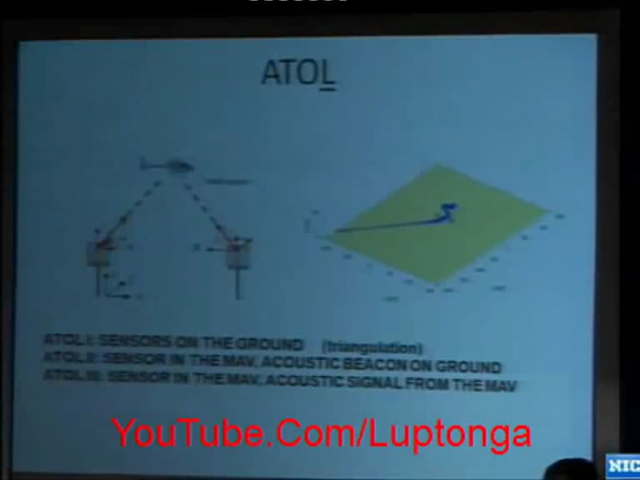 ATOL
ATOL I: SENSORS ON THE GROUND (triangulation)
ATOL II: SENSOR IN THE MAV, ACOUSTIC BEACON ON GROUND
ATOL III: SENSOR IN THE MAV, ACOUSTIC SIGNAL FROM THE MAV
YouTube.Com/Luptonga
NIC